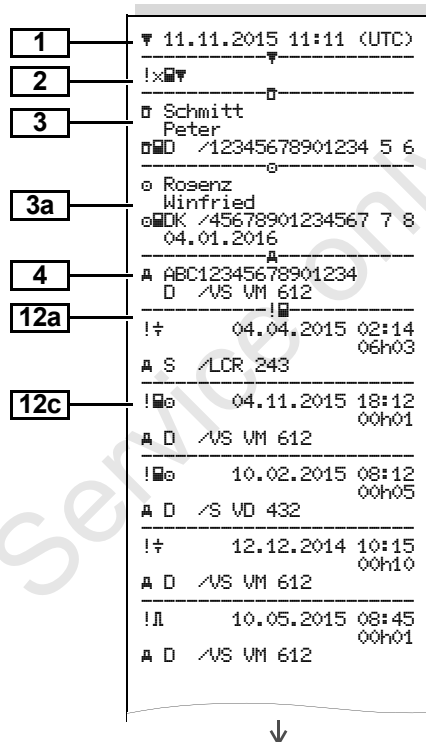 1
▼ 11.11.2015 11:11 (UTC)
2
!x▼
3
Schmitt
Peter
D /12345678901234 5 6
3a
o Rogenz
Winfried
DK /45678901234567 7 8
04.01.2016
4
A ABC12345678901234
D /VS VM 612
12a
!÷ 04.04.2015 02:14
06h03
A S /LCR 243
12c
! o 04.11.2015 18:12
00h01
A D /VS VM 612
! o 10.02.2015 08:12
00h05
A D /S VD 432
!÷ 12.12.2014 10:15
00h10
A D /VS VM 612
!Л 10.05.2015 08:45
00h01
A D /VS VM 612
Service only